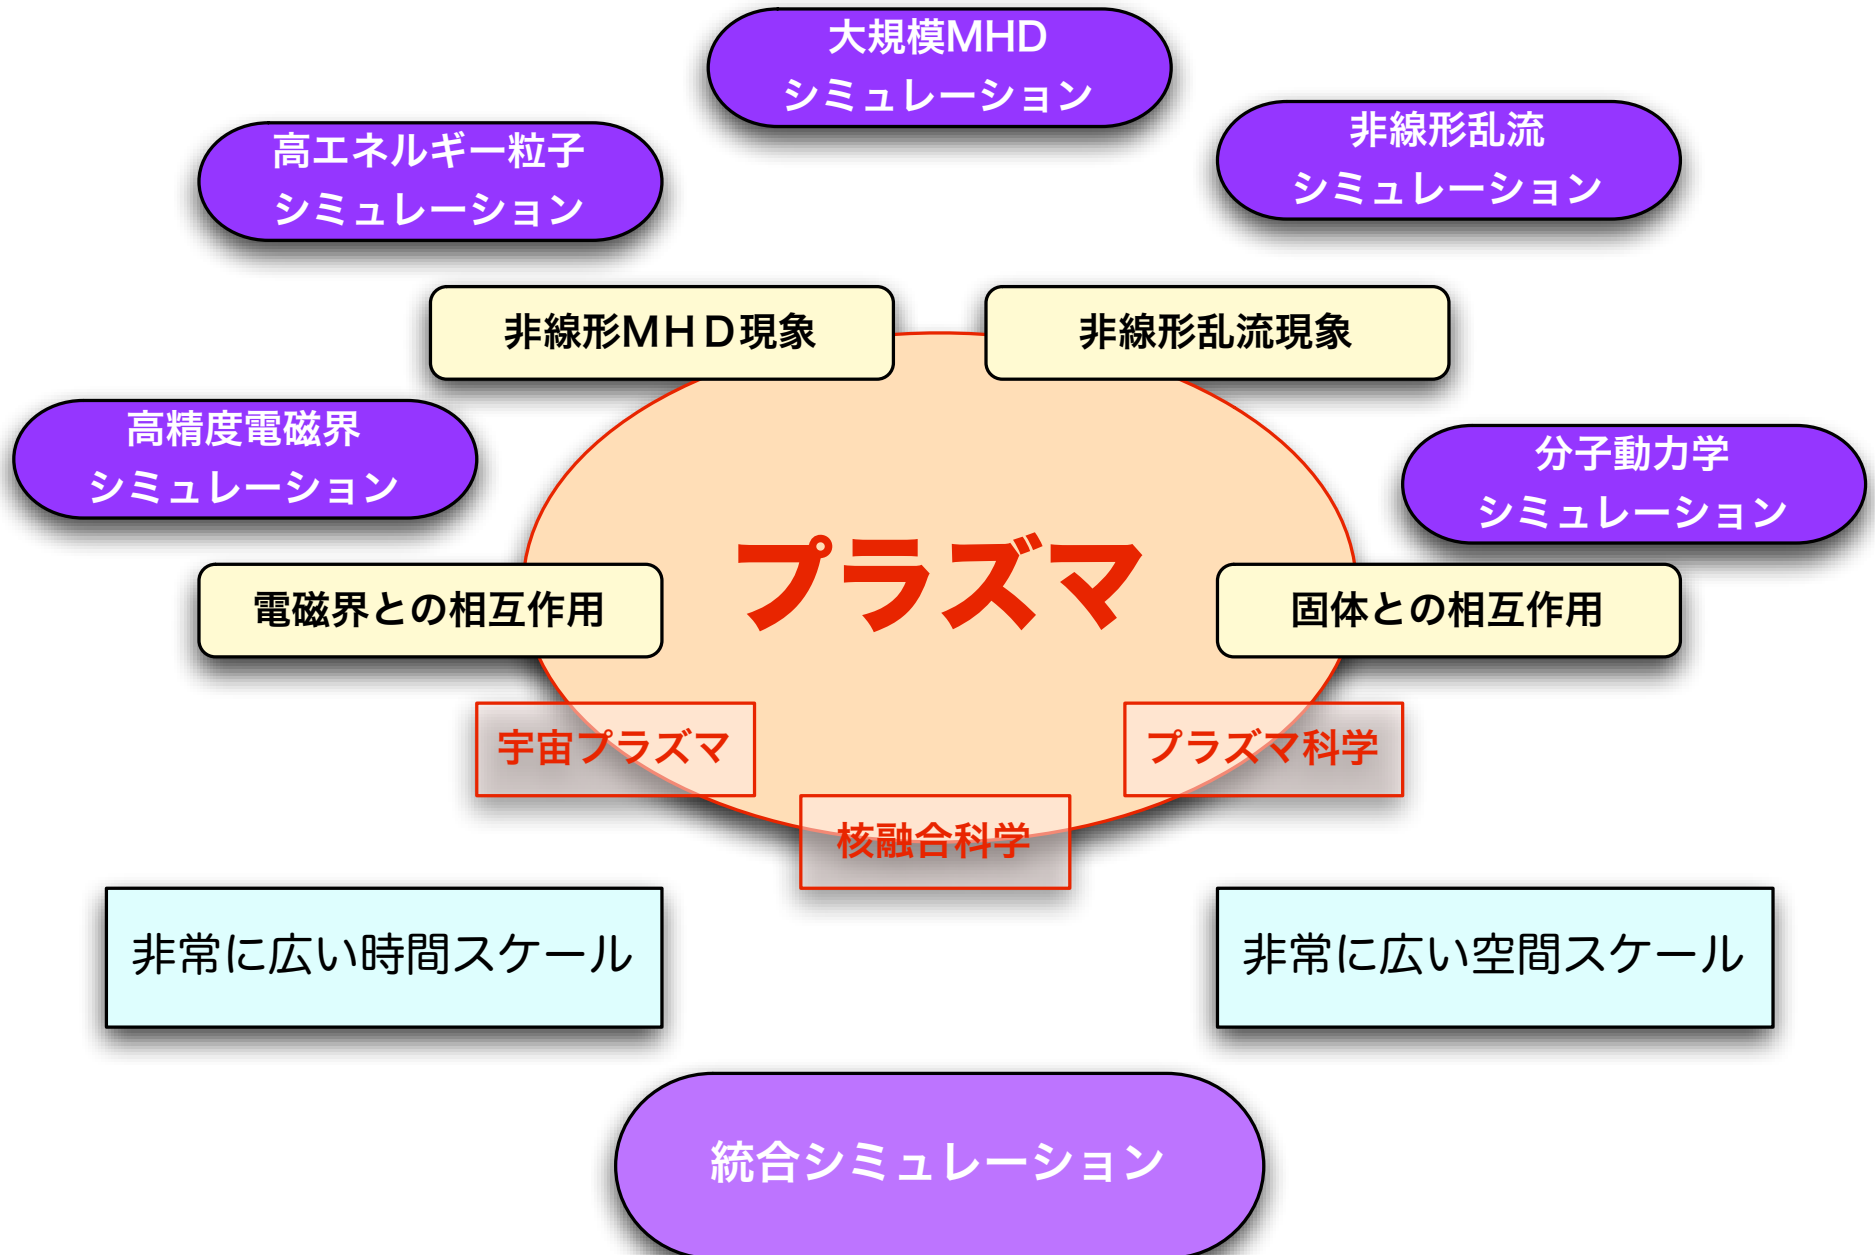 大規模MHD
シミュレーション
高エネルギー粒子
シミュレーション
非線形乱流
シミュレーション
非線形MHD現象
非線形乱流現象
高精度電磁界
シミュレーション
分子動力学
シミュレーション
プラズマ
電磁界との相互作用
固体との相互作用
宇宙プラズマ
プラズマ科学
核融合科学
非常に広い時間スケール
非常に広い空間スケール
統合シミュレーション